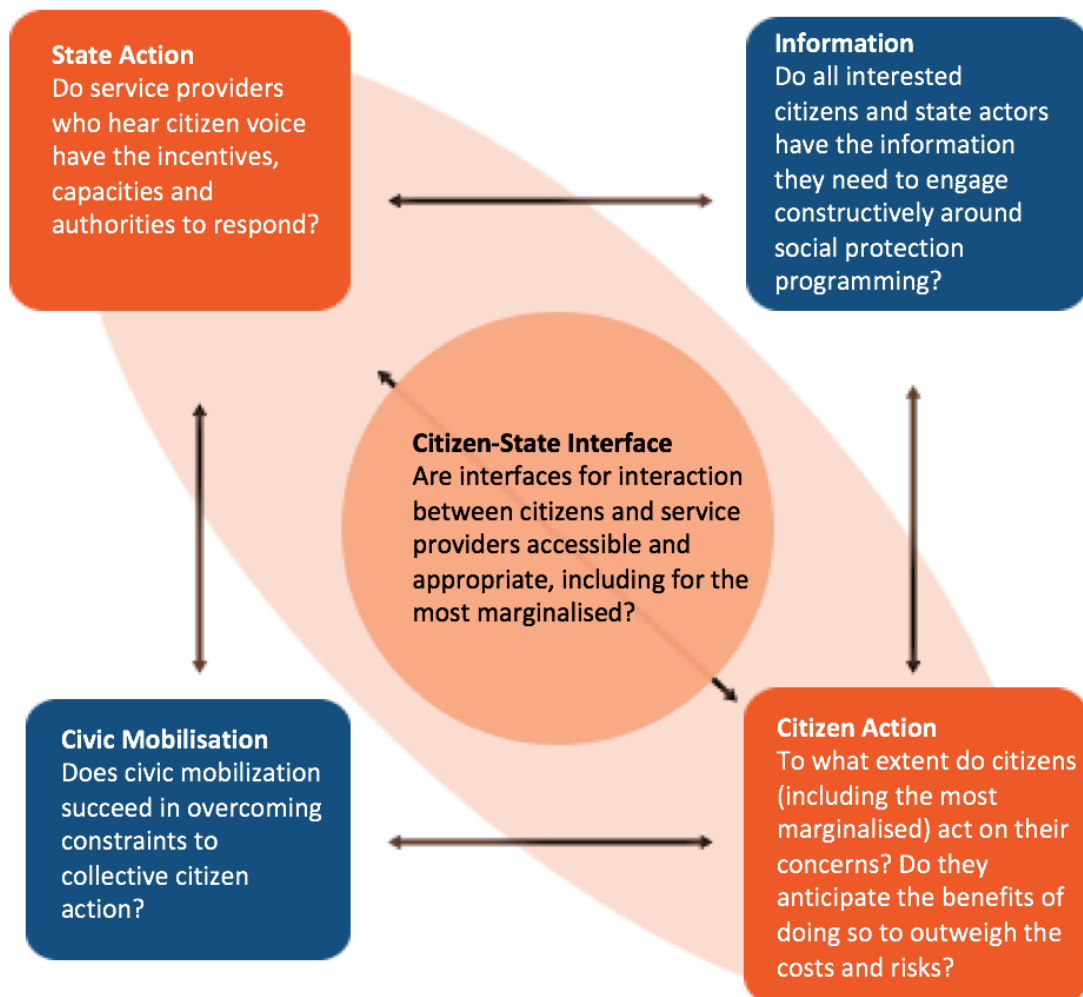 State Action
Do service providers
who hear citizen voice
have the incentives,
capacities and
authorities to respond?
Information
Do all interested
citizens and state actors
have the information
they need to engage
constructively around
social protection
programming?
Citizen-State Interface
Are interfaces for interaction
between citizens and service
providers accessible and
appropriate, including for the
most marginalised?
Civic Mobilisation
Does civic mobilization
succeed in overcoming
constraints to
collective citizen
action?
Citizen Action
To what extent do citizens
(including the most
marginalised) act on their
concerns? Do they
anticipate the benefits of
doing so to outweigh the
costs and risks?